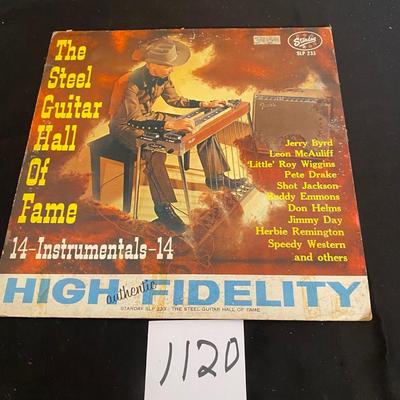 The
Steel
Guitar
Hall
Of
Fame
14-Instrumentals-14
Starday
SLP 233
Jerry Byrd
Leon McAuliff
'Little' Roy Wiggins
Pete Drake
Shot Jackson
Buddy Emmons
Don Helms
Jimmy Day
Herbie Remington
Speedy Western
and others
HIGH authentic FIDELITY
STARDAY SLP 233 - THE STEEL GUITAR HALL OF FAME
1120